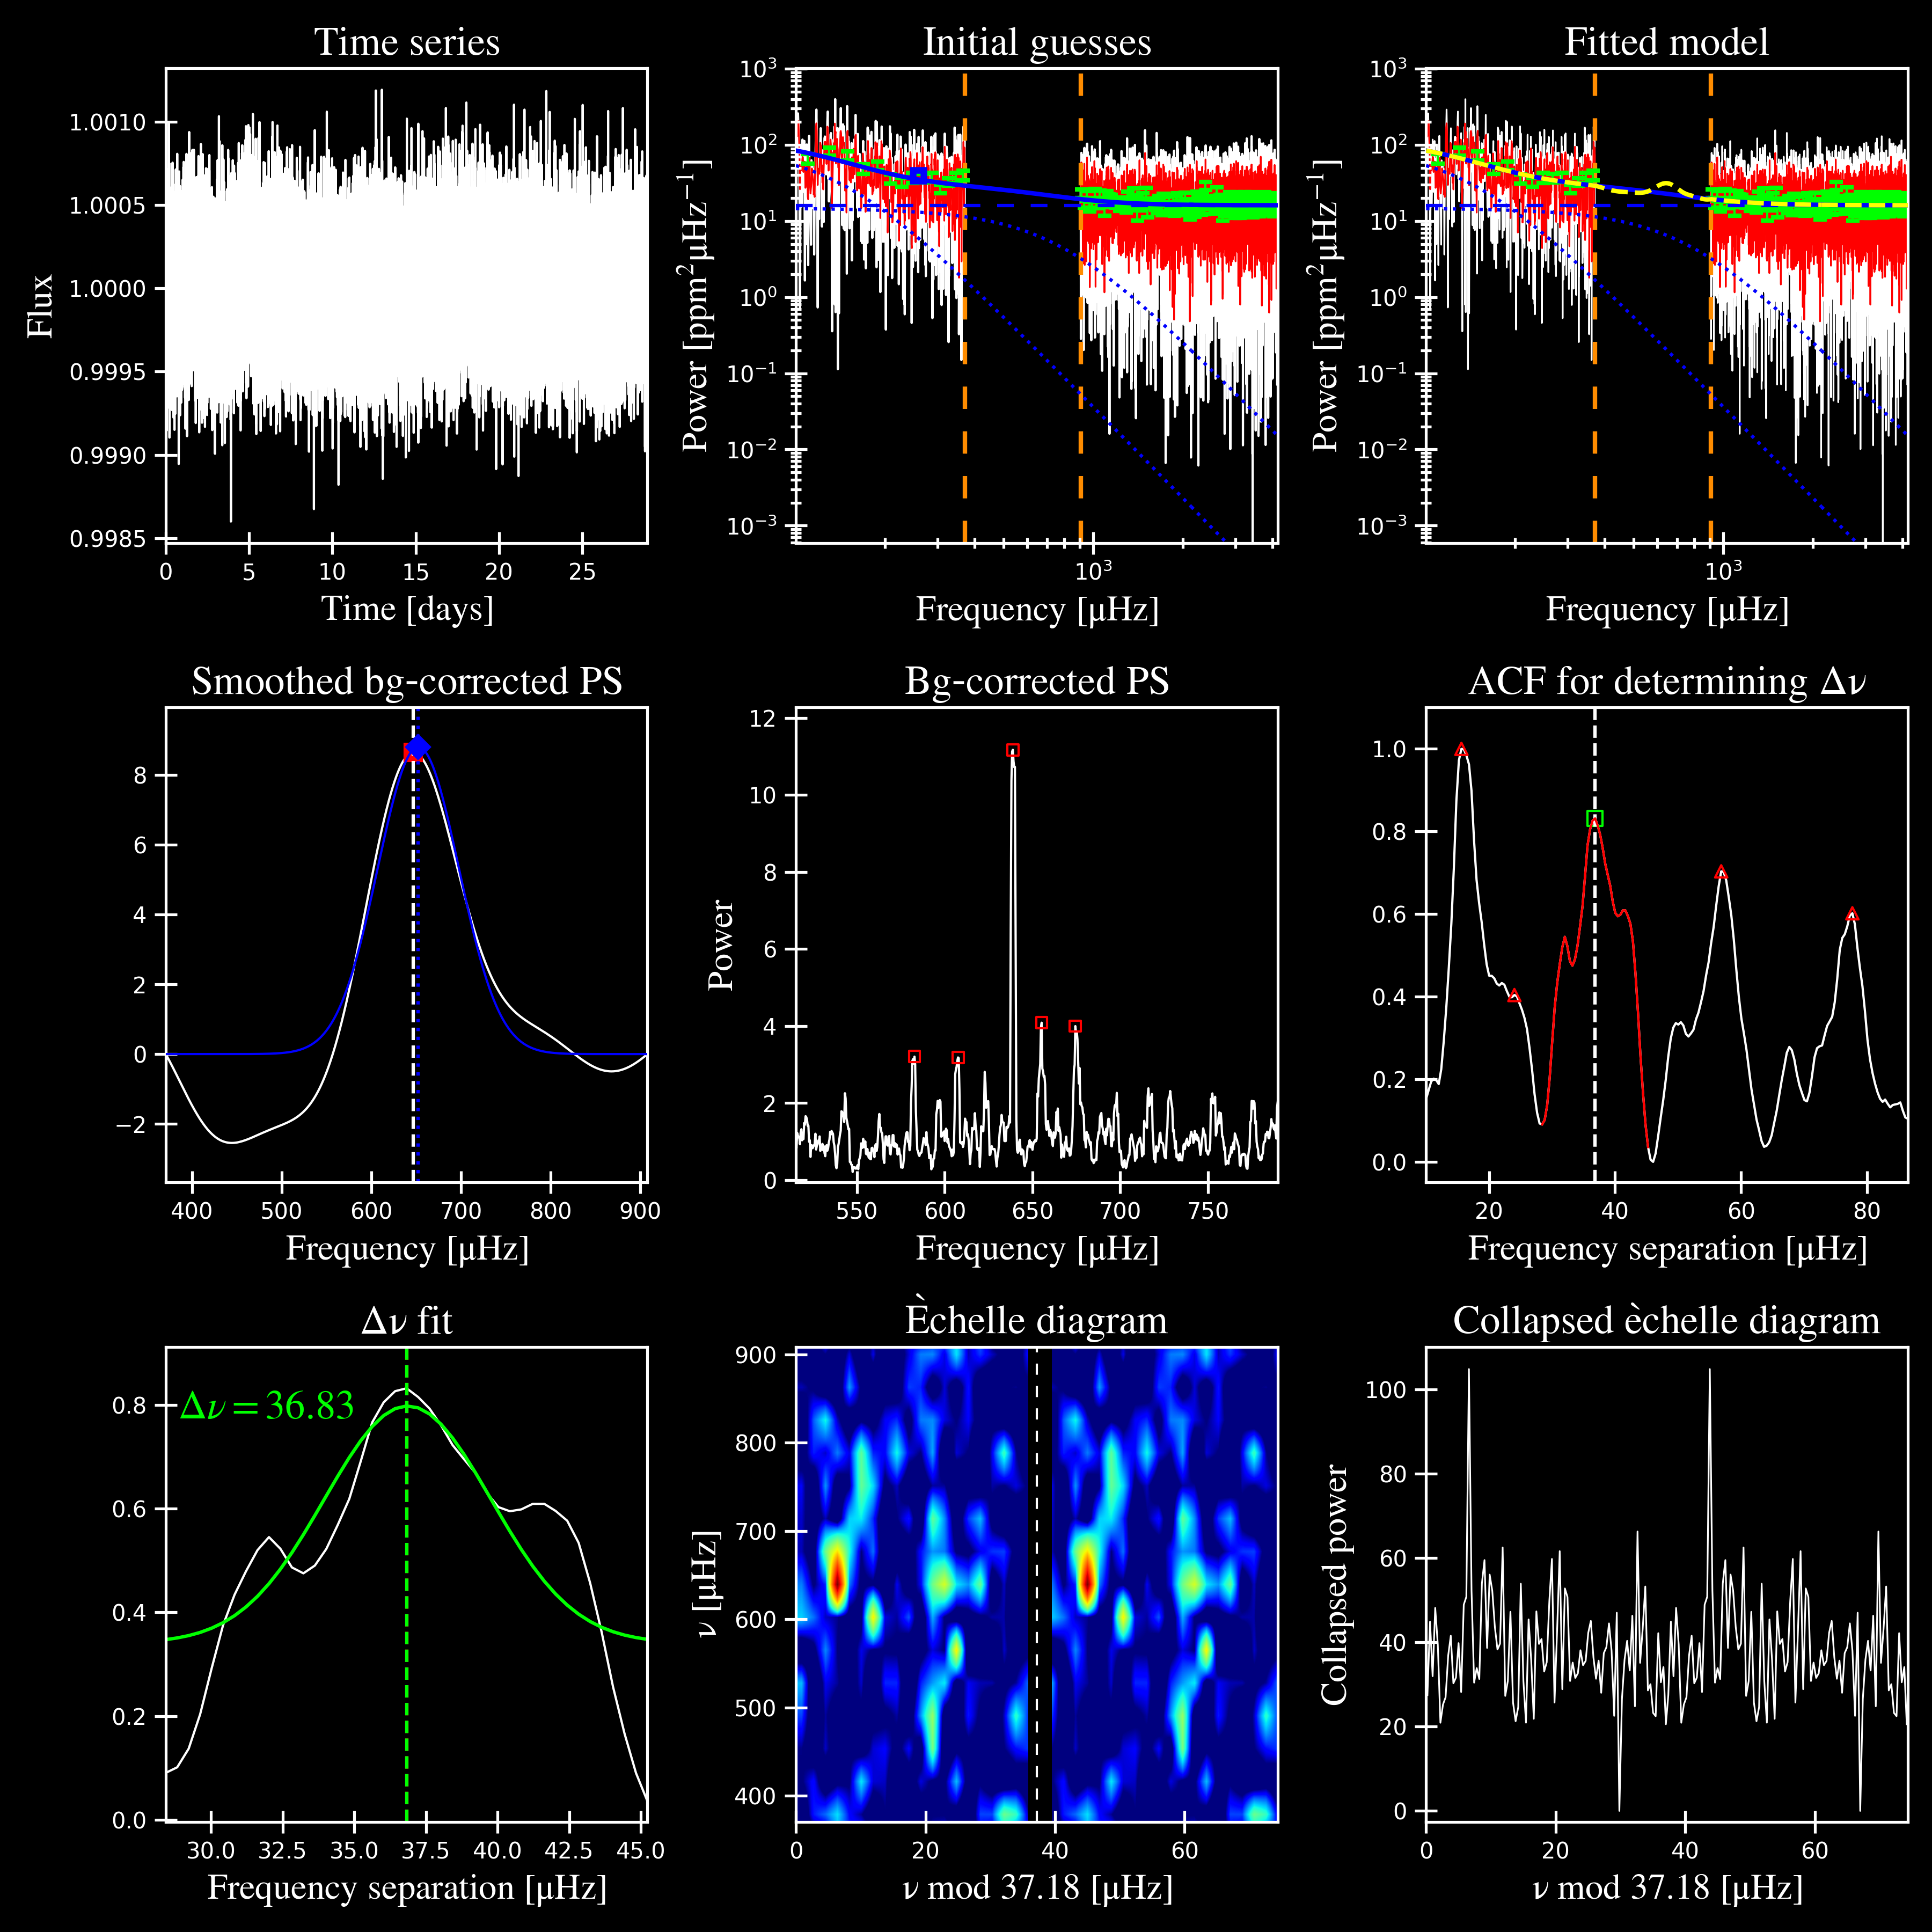 Time series
Flux
1.0010
1.0005
1.0000
0.9995
0.9990
0.9985
0 5 10 15 20 25
Time [days]
Initial guesses
Power [ppm²μHz⁻¹]
10³
10²
10¹
10⁰
10⁻¹
10⁻²
10⁻³
10³
Frequency [μHz]
Fitted model
Power [ppm²μHz⁻¹]
10³
10²
10¹
10⁰
10⁻¹
10⁻²
10⁻³
10³
Frequency [μHz]
Smoothed bg-corrected PS
8
6
4
2
0
−2
400 500 600 700 800 900
Frequency [μHz]
Bg-corrected PS
Power
12
10
8
6
4
2
0
550 600 650 700 750
Frequency [μHz]
ACF for determining Δν
1.0
0.8
0.6
0.4
0.2
0.0
20 40 60 80
Frequency separation [μHz]
Δν fit
Δν = 36.83
0.8
0.6
0.4
0.2
0.0
30.0 32.5 35.0 37.5 40.0 42.5 45.0
Frequency separation [μHz]
Èchelle diagram
ν [μHz]
900
800
700
600
500
400
0 20 40 60
ν mod 37.18 [μHz]
Collapsed èchelle diagram
Collapsed power
100
80
60
40
20
0
0 20 40 60
ν mod 37.18 [μHz]